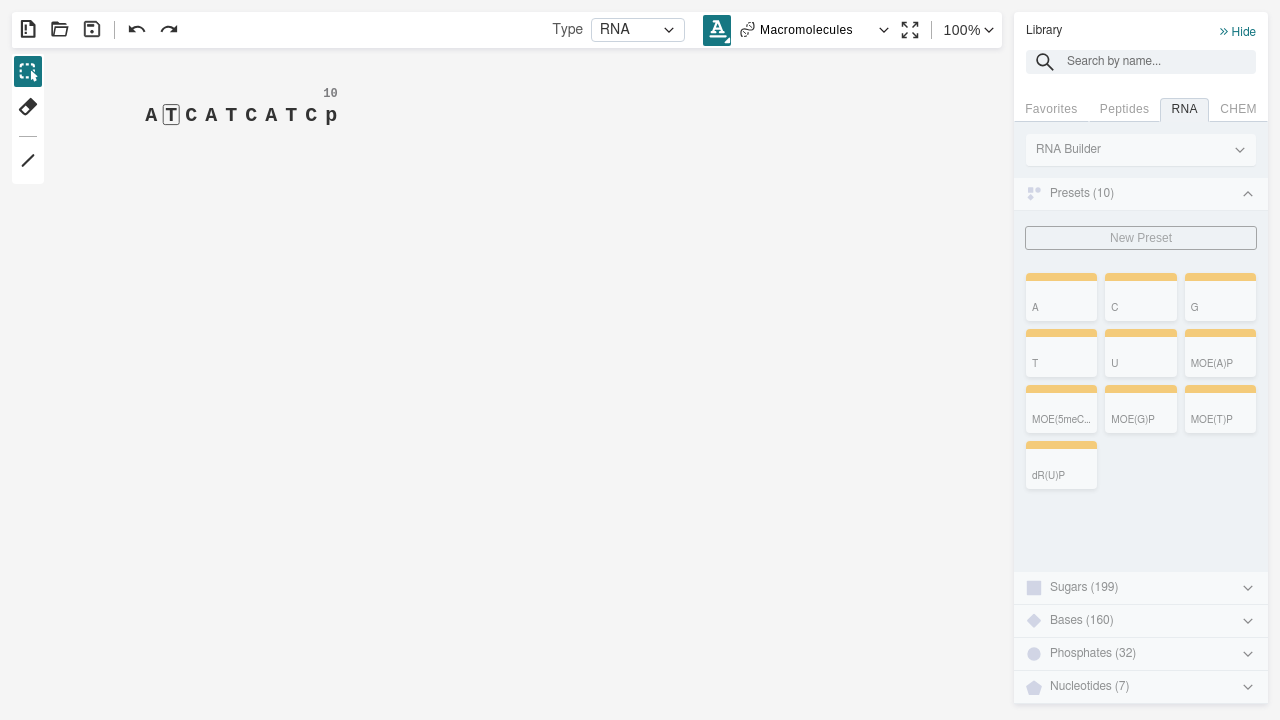 Type
RNA
Macromolecules
100%
10
A T C A T C A T C p
Library
Hide
Search by name...
Favorites
Peptides
RNA
CHEM
RNA Builder
Presets (10)
New Preset
A
C
G
T
U
MOE(A)P
MOE(5meC...
MOE(G)P
MOE(T)P
dR(U)P
Sugars (199)
Bases (160)
Phosphates (32)
Nucleotides (7)